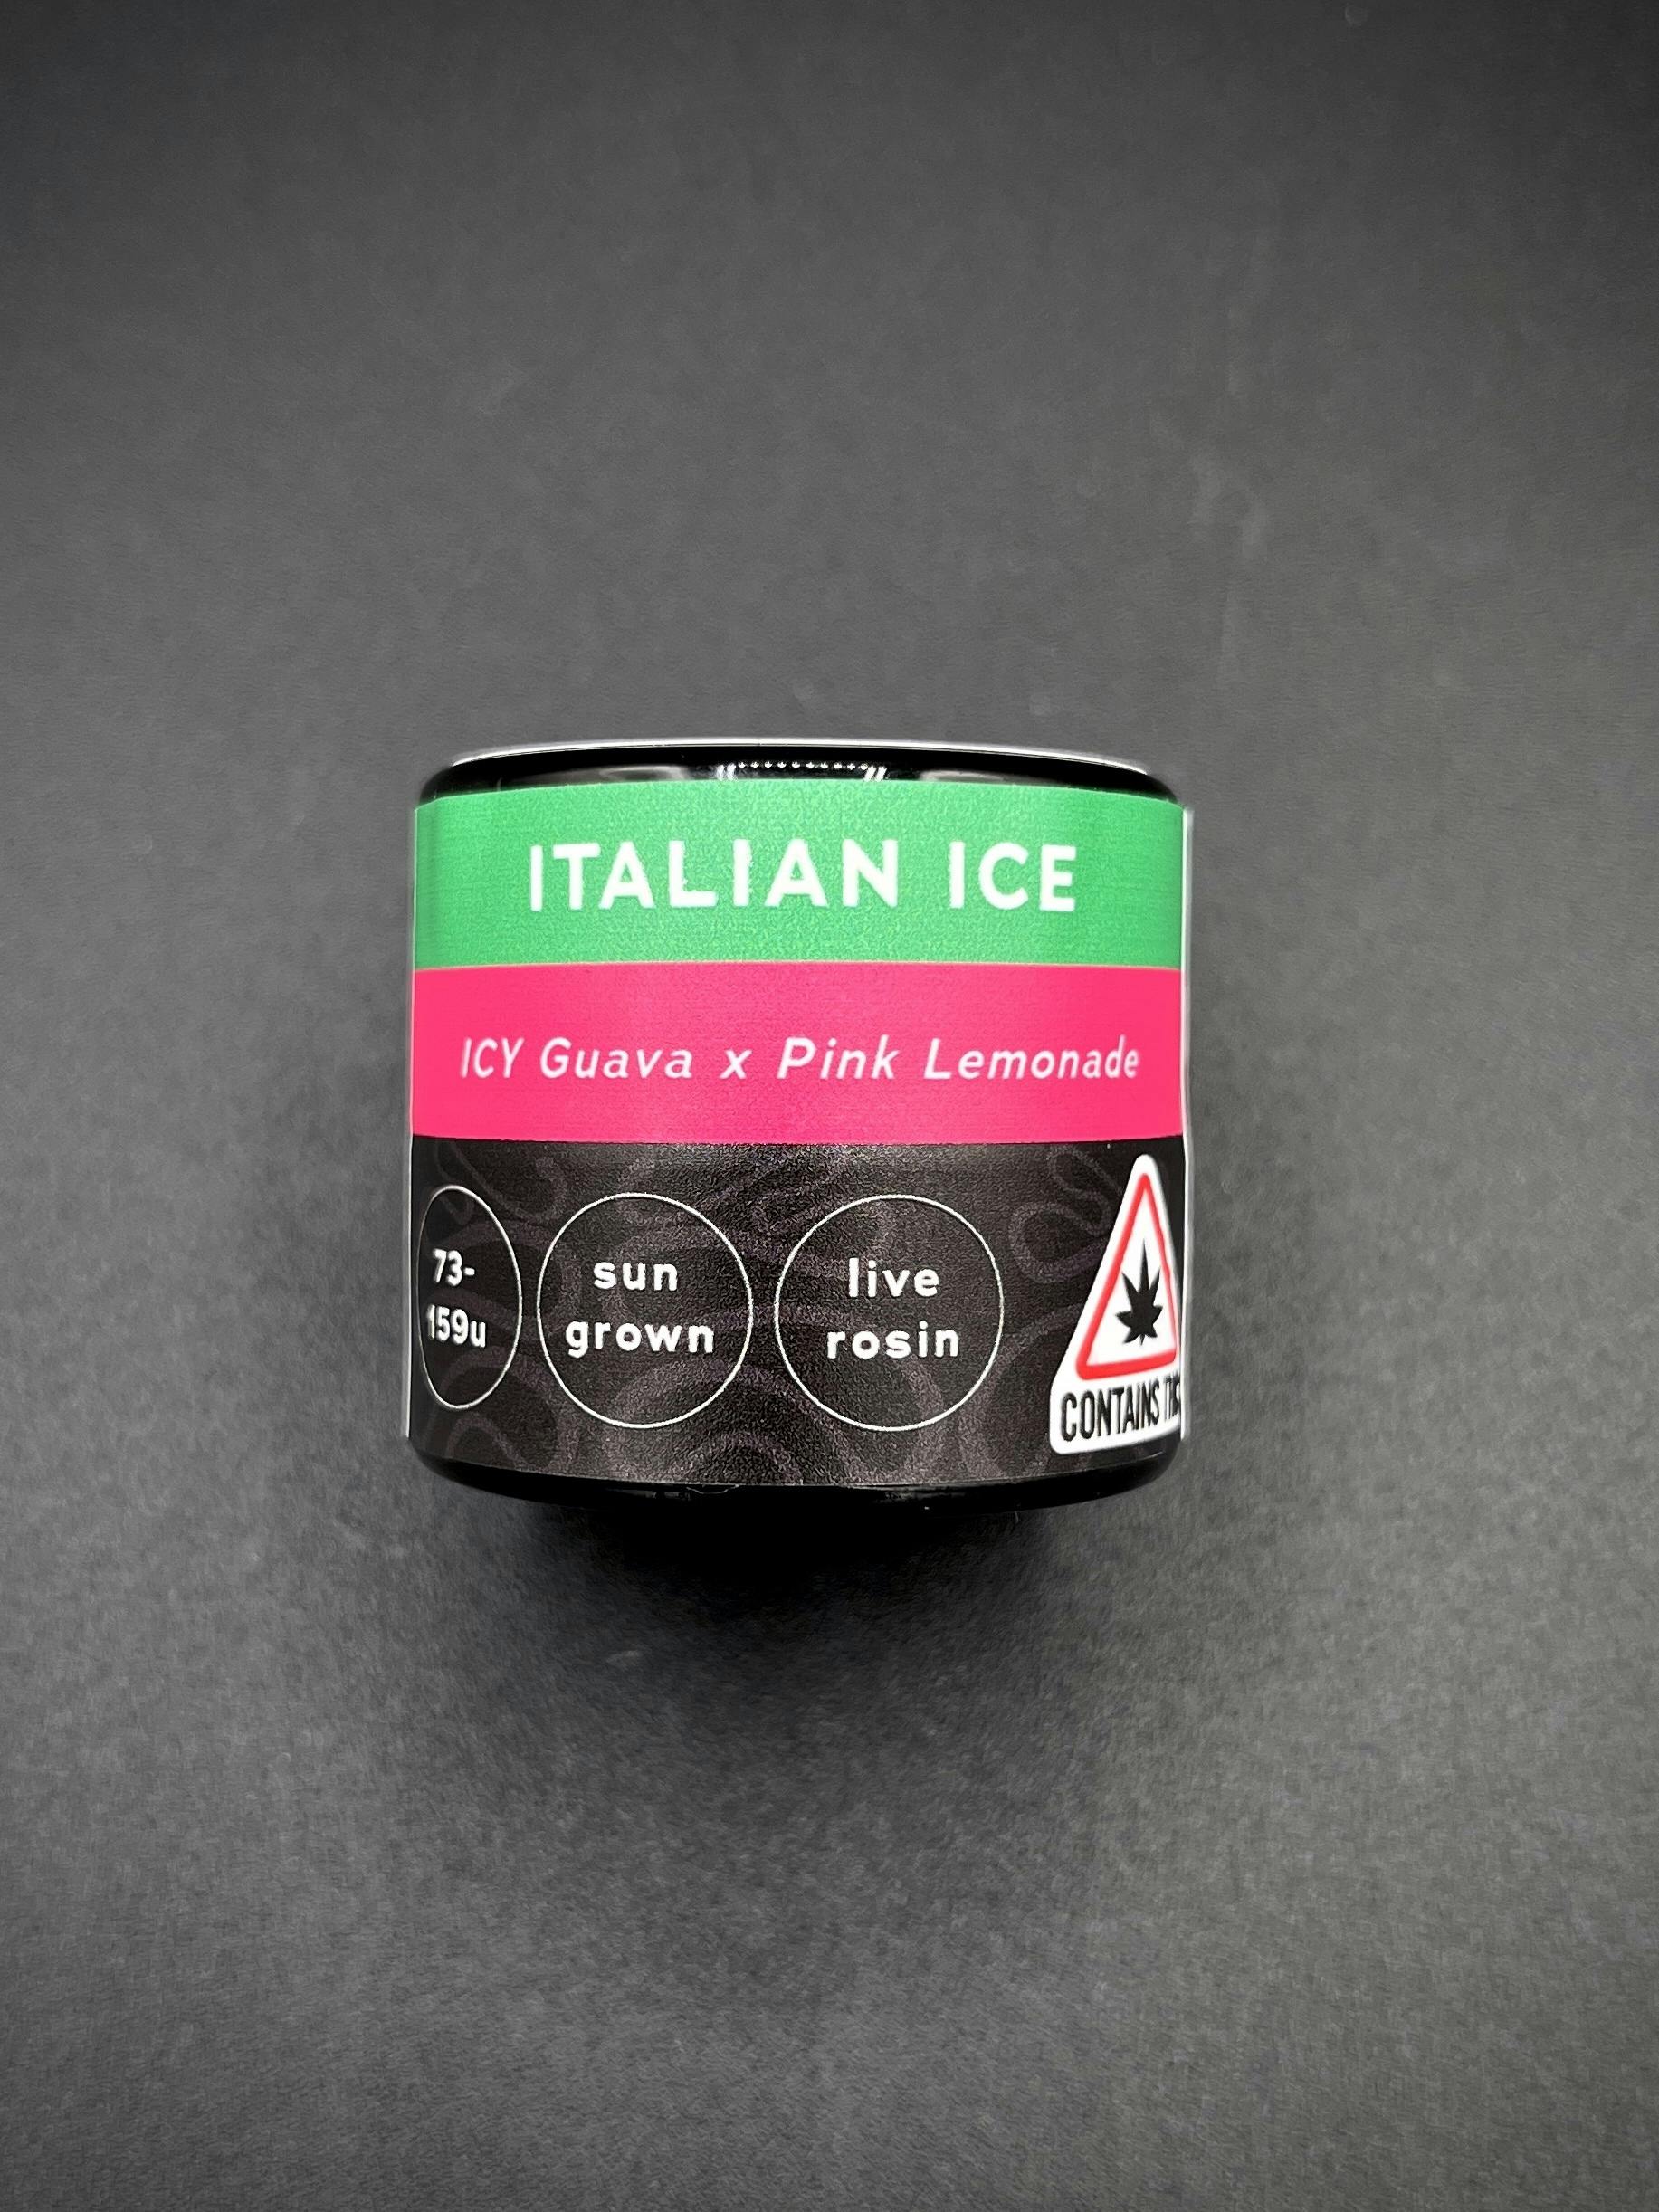 ITALIAN ICE
ICY Guava x Pink Lemonade
73-
159u
sun
grown
live
rosin
CONTAINS